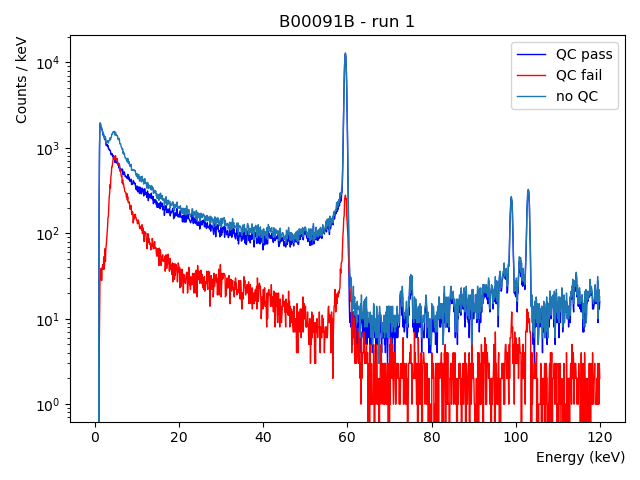 B00091B - run 1
Counts / keV
10⁴
10³
10²
10¹
10⁰
QC pass
QC fail
no QC
0 20 40 60 80 100 120
Energy (keV)